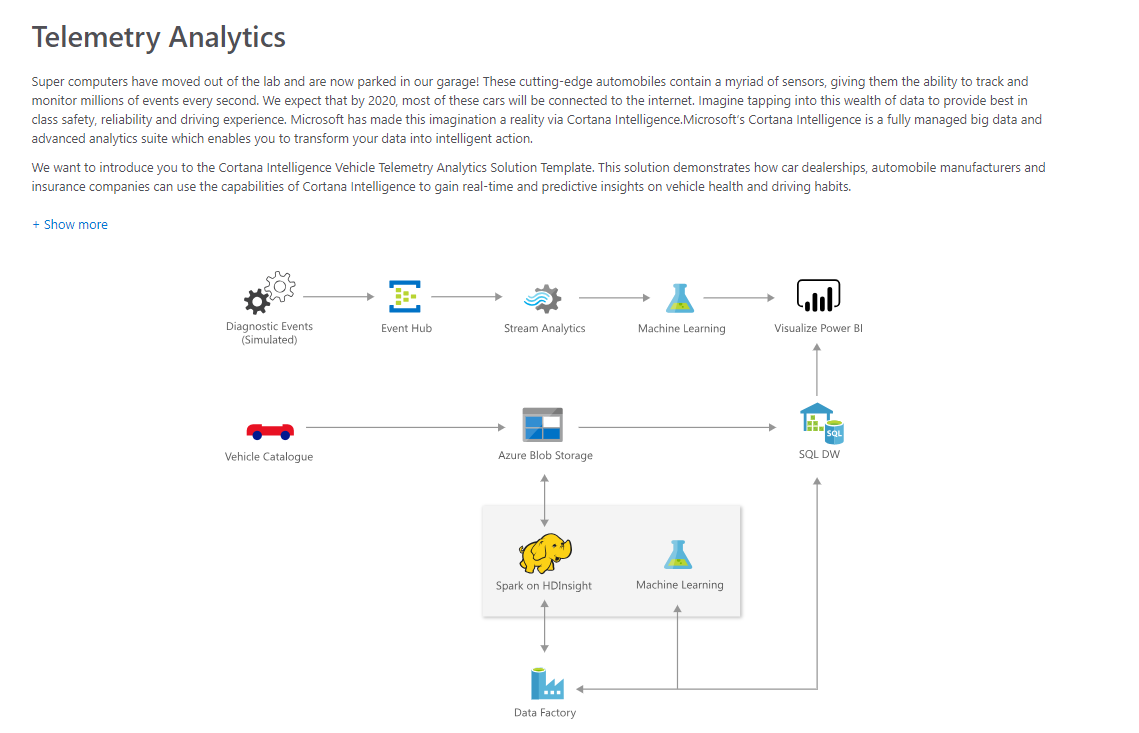 Telemetry Analytics
Super computers have moved out of the lab and are now parked in our garage! These cutting-edge automobiles contain a myriad of sensors, giving them the ability to track and
monitor millions of events every second. We expect that by 2020, most of these cars will be connected to the internet. Imagine tapping into this wealth of data to provide best in
class safety, reliability and driving experience. Microsoft has made this imagination a reality via Cortana Intelligence.Microsoft's Cortana Intelligence is a fully managed big data and
advanced analytics suite which enables you to transform your data into intelligent action.
We want to introduce you to the Cortana Intelligence Vehicle Telemetry Analytics Solution Template. This solution demonstrates how car dealerships, automobile manufacturers and
insurance companies can use the capabilities of Cortana Intelligence to gain real-time and predictive insights on vehicle health and driving habits.
+ Show more
Diagnostic Events
(Simulated)
Event Hub
Stream Analytics
Machine Learning
Visualize Power BI
Vehicle Catalogue
Azure Blob Storage
SQL
SQL DW
Spark on HDInsight
Machine Learning
Data Factory